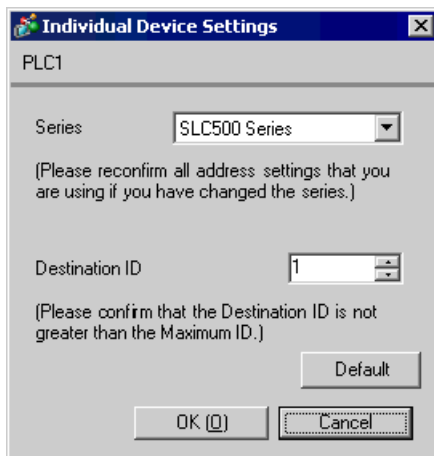 Individual Device Settings
PLC1
Series
SLC500 Series
(Please reconfirm all address settings that you
are using if you have changed the series.)
Destination ID
1
(Please confirm that the Destination ID is not
greater than the Maximum ID.)
Default
OK (O)
Cancel